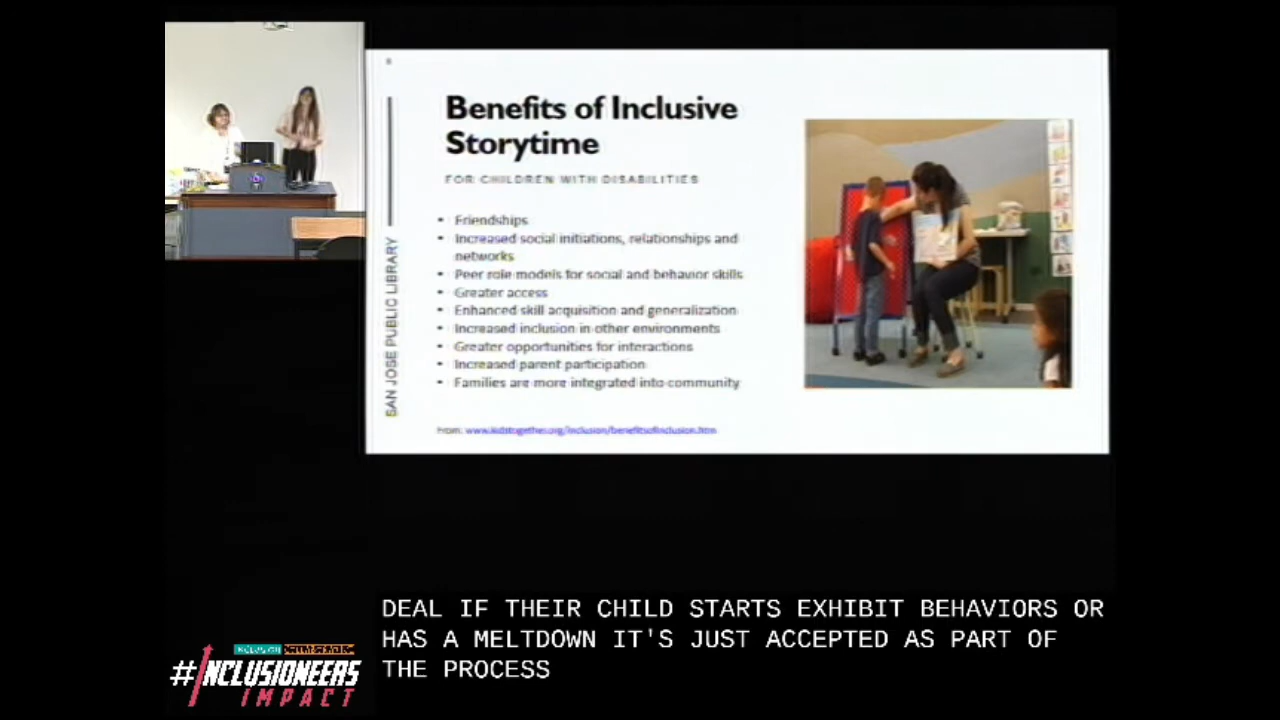 Benefits of Inclusive
Storytime
FOR CHILDREN WITH DISABILITIES
• Friendships
• Increased social initiations, relationships and
networks
• Peer role models for social and behavior skills
• Greater access
• Enhanced skill acquisition and generalization
• Increased inclusion in other environments
• Greater opportunities for interactions
• Increased parent participation
• Families are more integrated into community
From: www.kidstogether.org/inclusion/benefitsofinclusion.htm
SAN JOSE PUBLIC LIBRARY
DEAL IF THEIR CHILD STARTS EXHIBIT BEHAVIORS OR
HAS A MELTDOWN IT'S JUST ACCEPTED AS PART OF
THE PROCESS
#INCLUSIONEERS
IMPACT